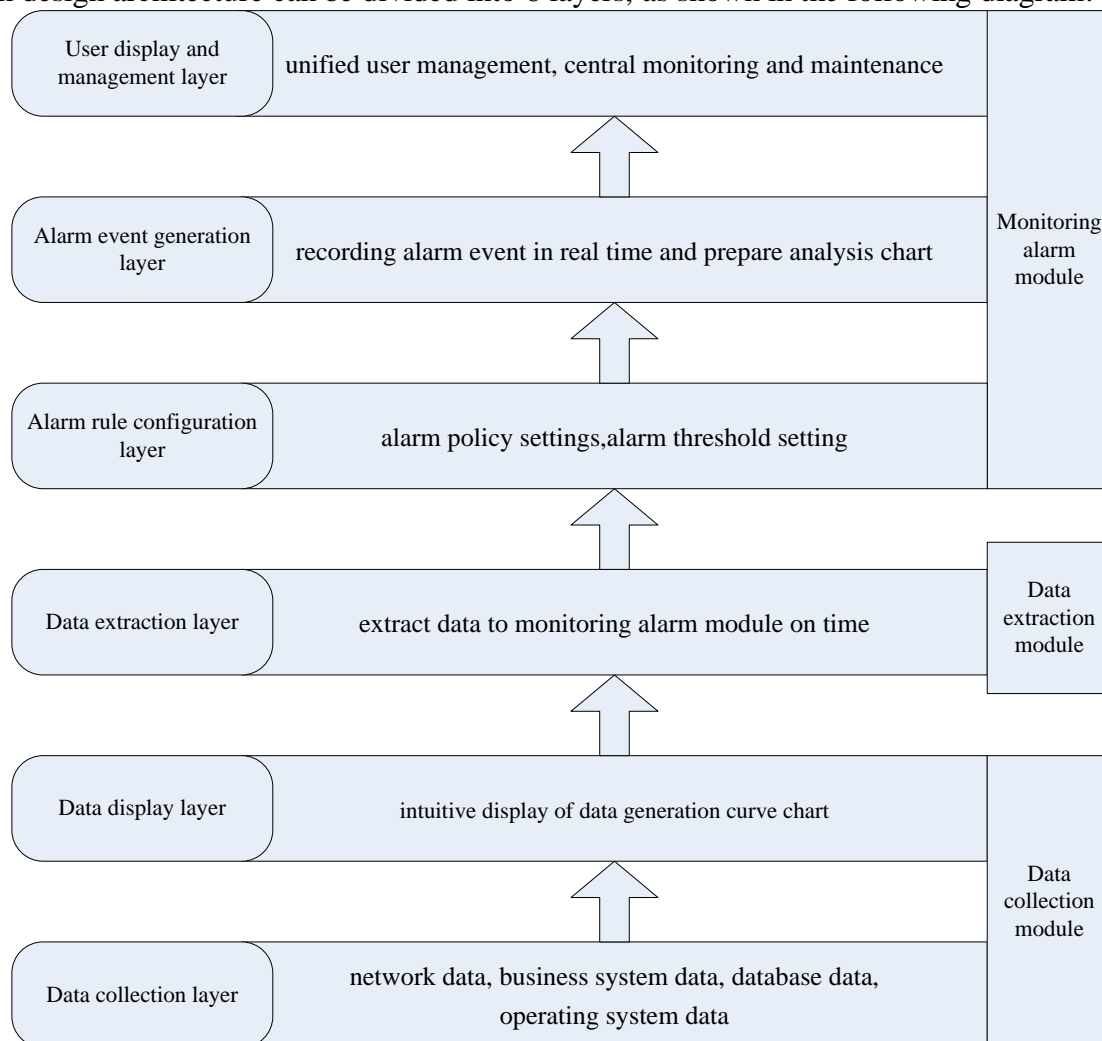 design architecture can be divided into 6 layers, as shown in the following diagram.
User display and
management layer
unified user management, central monitoring and maintenance
Alarm event generation
layer
recording alarm event in real time and prepare analysis chart
Monitoring
alarm
module
Alarm rule configuration
layer
alarm policy settings,alarm threshold setting
Data extraction layer
extract data to monitoring alarm module on time
Data
extraction
module
Data display layer
intuitive display of data generation curve chart
Data
collection
module
Data collection layer
network data, business system data, database data,
operating system data